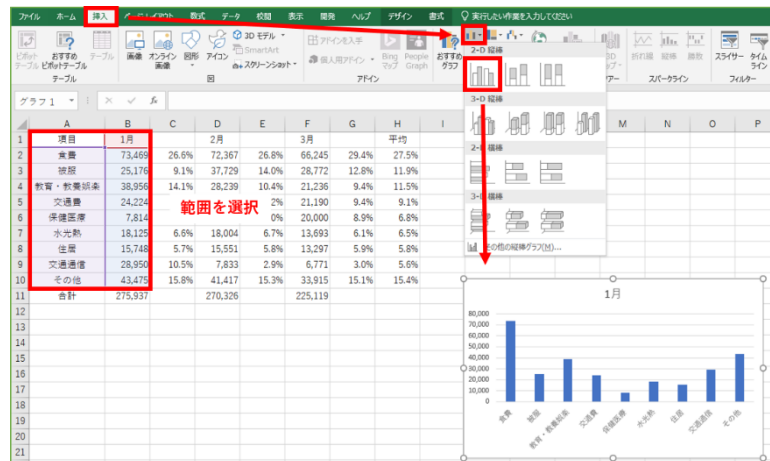 ファイル ホーム 挿入 ページ レイアウト 数式 データ 校閲 表示 開発 ヘルプ デザイン 書式 実行したい作業を入力してください
ピボットテーブル おすすめピボットテーブル テーブル 画像 オンライン画像 図形 アイコン 3D モデル SmartArt スクリーンショット アドインを入手 個人用アドイン Bing マップ People Graph おすすめグラフ 折れ線 縦棒 勝敗 スライサー タイムライン
テーブル 図 アドイン スパークライン フィルター
2-D 縦棒
3-D 縦棒
2-D 横棒
3-D 横棒
その他の縦棒グラフ(M)...
グラフ 1 fx
A B C D E F G H I M N O P
1 項目 1月 2月 3月 平均
2 食費 73,469 26.6% 72,367 26.8% 66,245 29.4% 27.5%
3 被服 25,176 9.1% 37,729 14.0% 28,772 12.8% 11.9%
4 教育・教養娯楽 38,956 14.1% 28,239 10.4% 21,236 9.4% 11.5%
5 交通費 24,224 2% 21,190 9.4% 9.1%
範囲を選択
6 保健医療 7,814 0% 20,000 8.9% 6.8%
7 水光熱 18,125 6.6% 18,004 6.7% 13,693 6.1% 6.5%
8 住居 15,748 5.7% 15,551 5.8% 13,297 5.9% 5.8%
9 交通通信 28,950 10.5% 7,833 2.9% 6,771 3.0% 5.6%
10 その他 43,475 15.8% 41,417 15.3% 33,915 15.1% 15.4%
11 合計 275,937 270,326 225,119
12
13
14
15
16
17
18
19
20
21
1月
80,000
70,000
60,000
50,000
40,000
30,000
20,000
10,000
0
食費 被服 教育・教養娯楽 交通費 保健医療 水光熱 住居 交通通信 その他